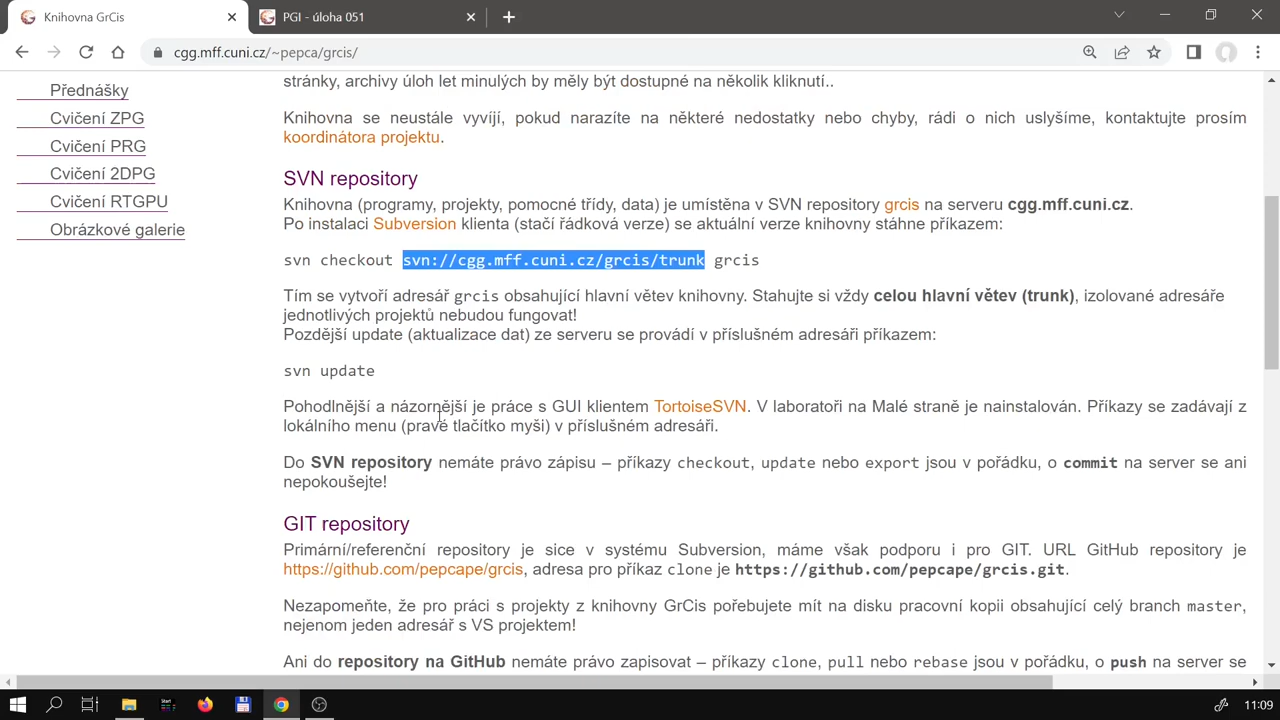 Knihovna GrCis
PGI - úloha 051
cgg.mff.cuni.cz/~pepca/grcis/
Přednášky
Cvičení ZPG
Cvičení PRG
Cvičení 2DPG
Cvičení RTGPU
Obrázkové galerie
stránky, archivy úloh let minulých by měly být dostupné na několik kliknutí..
Knihovna se neustále vyvíjí, pokud narazíte na některé nedostatky nebo chyby, rádi o nich uslyšíme, kontaktujte prosím
koordinátora projektu.
SVN repository
Knihovna (programy, projekty, pomocné třídy, data) je umístěna v SVN repository grcis na serveru cgg.mff.cuni.cz.
Po instalaci Subversion klienta (stačí řádková verze) se aktuální verze knihovny stáhne příkazem:
svn checkout svn://cgg.mff.cuni.cz/grcis/trunk grcis
Tím se vytvoří adresář grcis obsahující hlavní větev knihovny. Stahujte si vždy celou hlavní větev (trunk), izolované adresáře
jednotlivých projektů nebudou fungovat!
Pozdější update (aktualizace dat) ze serveru se provádí v příslušném adresáři příkazem:
svn update
Pohodlnější a názornější je práce s GUI klientem TortoiseSVN. V laboratoři na Malé straně je nainstalován. Příkazy se zadávají z
lokálního menu (pravé tlačítko myši) v příslušném adresáři.
Do SVN repository nemáte právo zápisu – příkazy checkout, update nebo export jsou v pořádku, o commit na server se ani
nepokoušejte!
GIT repository
Primární/referenční repository je sice v systému Subversion, máme však podporu i pro GIT. URL GitHub repository je
https://github.com/pepcape/grcis, adresa pro příkaz clone je https://github.com/pepcape/grcis.git.
Nezapomeňte, že pro práci s projekty z knihovny GrCis potřebujete mít na disku pracovní kopii obsahující celý branch master,
nejenom jeden adresář s VS projektem!
Ani do repository na GitHub nemáte právo zapisovat – příkazy clone, pull nebo rebase jsou v pořádku, o push na server se
11:09